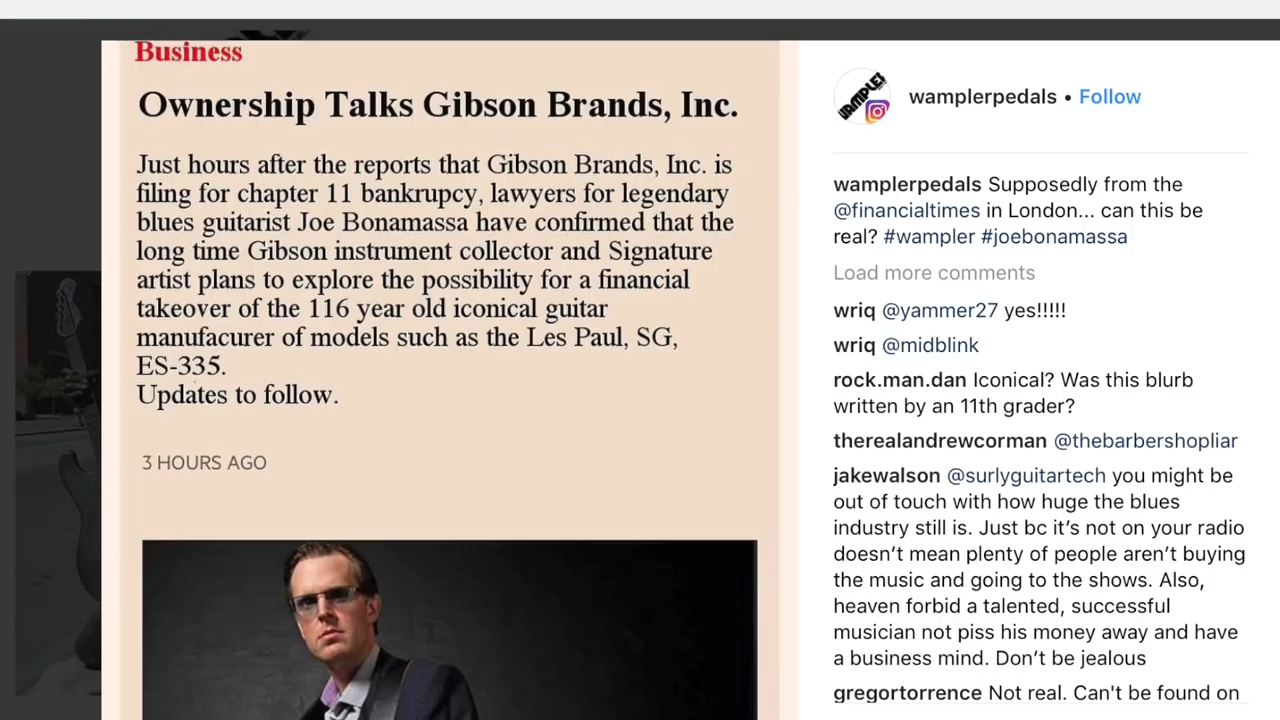 Business
Ownership Talks Gibson Brands, Inc.
Just hours after the reports that Gibson Brands, Inc. is
filing for chapter 11 bankrupcy, lawyers for legendary
blues guitarist Joe Bonamassa have confirmed that the
long time Gibson instrument collector and Signature
artist plans to explore the possibility for a financial
takeover of the 116 year old iconical guitar
manufacurer of models such as the Les Paul, SG,
ES-335.
Updates to follow.
3 HOURS AGO
WAMPLER
wamplerpedals • Follow
wamplerpedals Supposedly from the
@financialtimes in London... can this be
real? #wampler #joebonamassa
Load more comments
wriq @yammer27 yes!!!!!
wriq @midblink
rock.man.dan Iconical? Was this blurb
written by an 11th grader?
therealandrewcorman @thebarbershopliar
jakewalson @surlyguitartech you might be
out of touch with how huge the blues
industry still is. Just bc it’s not on your radio
doesn’t mean plenty of people aren’t buying
the music and going to the shows. Also,
heaven forbid a talented, successful
musician not piss his money away and have
a business mind. Don’t be jealous
gregortorrence Not real. Can't be found on